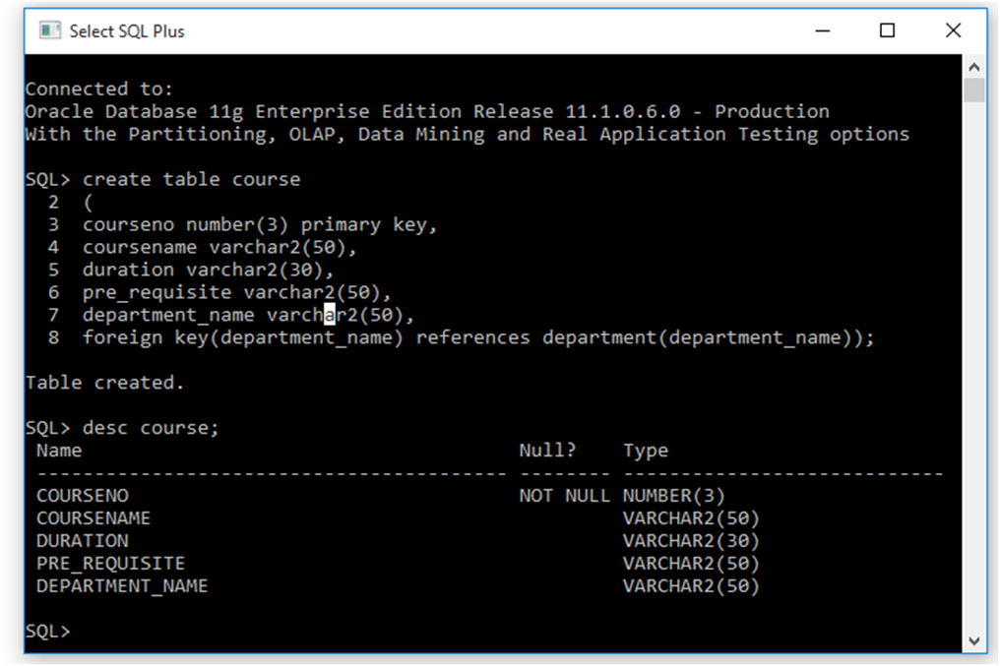 Select SQL Plus
Connected to:
Oracle Database 11g Enterprise Edition Release 11.1.0.6.0 - Production
With the Partitioning, OLAP, Data Mining and Real Application Testing options
SQL> create table course
  2  (
  3  courseno number(3) primary key,
  4  coursename varchar2(50),
  5  duration varchar2(30),
  6  pre_requisite varchar2(50),
  7  department_name varchar2(50),
  8  foreign key(department_name) references department(department_name));
Table created.
SQL> desc course;
 Name                                      Null?    Type
 ----------------------------------------- -------- ----------------------------
 COURSENO                                  NOT NULL NUMBER(3)
 COURSENAME                                         VARCHAR2(50)
 DURATION                                           VARCHAR2(30)
 PRE_REQUISITE                                      VARCHAR2(50)
 DEPARTMENT_NAME                                    VARCHAR2(50)
SQL>